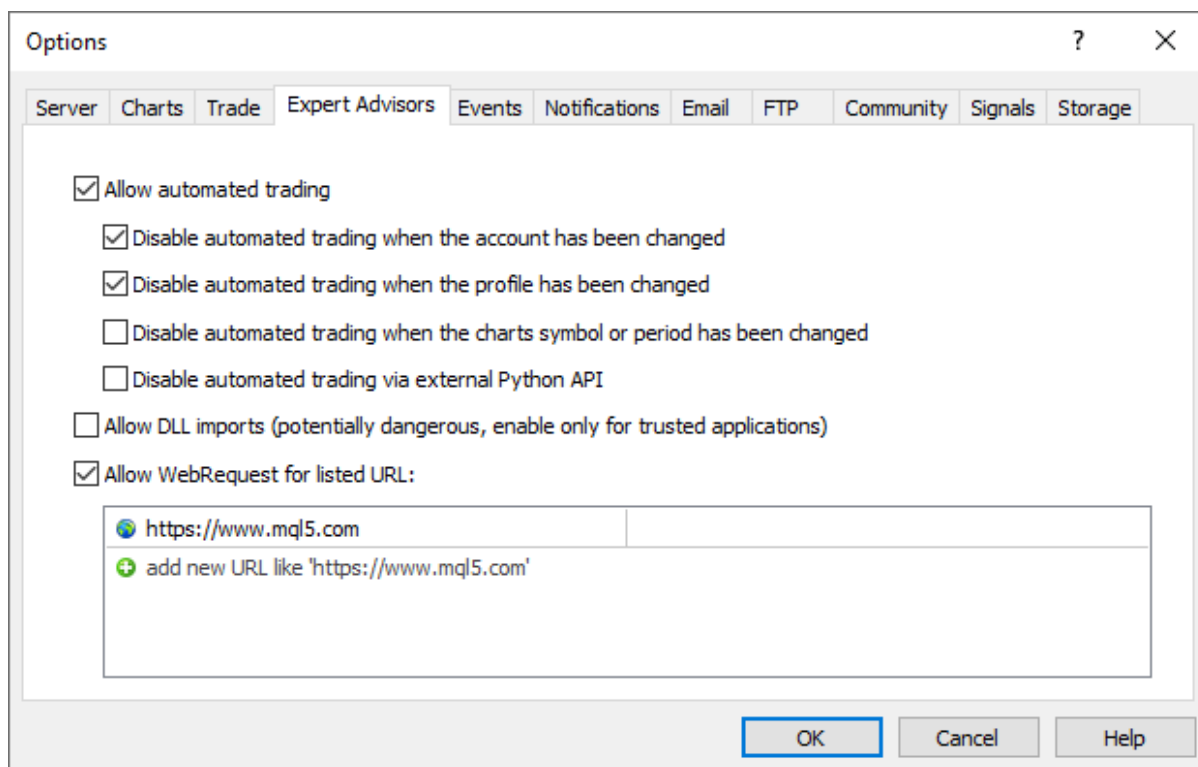 Options
Server Charts Trade Expert Advisors Events Notifications Email FTP Community Signals Storage
Allow automated trading
Disable automated trading when the account has been changed
Disable automated trading when the profile has been changed
Disable automated trading when the charts symbol or period has been changed
Disable automated trading via external Python API
Allow DLL imports (potentially dangerous, enable only for trusted applications)
Allow WebRequest for listed URL:
https://www.mql5.com
add new URL like 'https://www.mql5.com'
OK Cancel Help